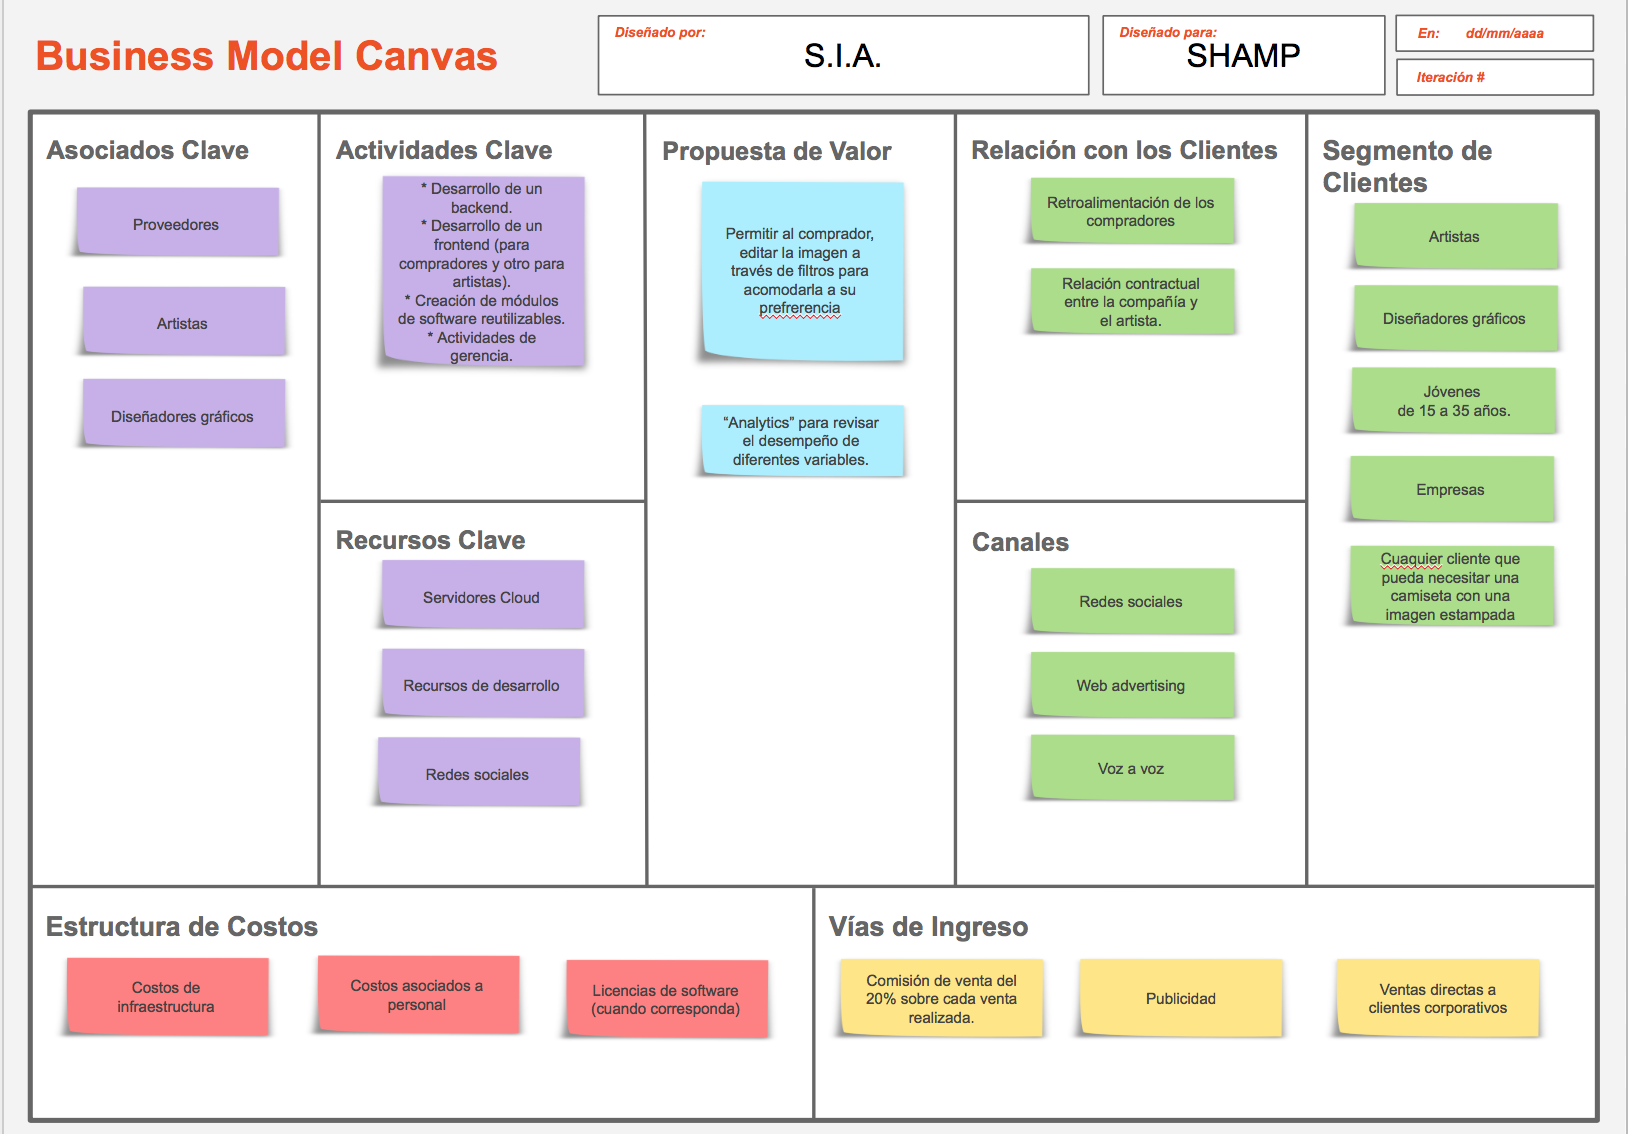 Business Model Canvas
Diseñado por:
S.I.A.
Diseñado para:
SHAMP
En: dd/mm/aaaa
Iteración #
Asociados Clave
Proveedores
Artistas
Diseñadores gráficos
Actividades Clave
* Desarrollo de un
backend.
* Desarrollo de un
frontend (para
compradores y otro para
artistas).
* Creación de módulos
de software reutilizables.
* Actividades de
gerencia.
Recursos Clave
Servidores Cloud
Recursos de desarrollo
Redes sociales
Propuesta de Valor
Permitir al comprador,
editar la imagen a
través de filtros para
acomodarla a su
prefrerencia
“Analytics” para revisar
el desempeño de
diferentes variables.
Relación con los Clientes
Retroalimentación de los
compradores
Relación contractual
entre la compañía y
el artista.
Canales
Redes sociales
Web advertising
Voz a voz
Segmento de
Clientes
Artistas
Diseñadores gráficos
Jóvenes
de 15 a 35 años.
Empresas
Cuaquier cliente que
pueda necesitar una
camiseta con una
imagen estampada
Estructura de Costos
Costos de
infraestructura
Costos asociados a
personal
Licencias de software
(cuando corresponda)
Vías de Ingreso
Comisión de venta del
20% sobre cada venta
realizada.
Publicidad
Ventas directas a
clientes corporativos